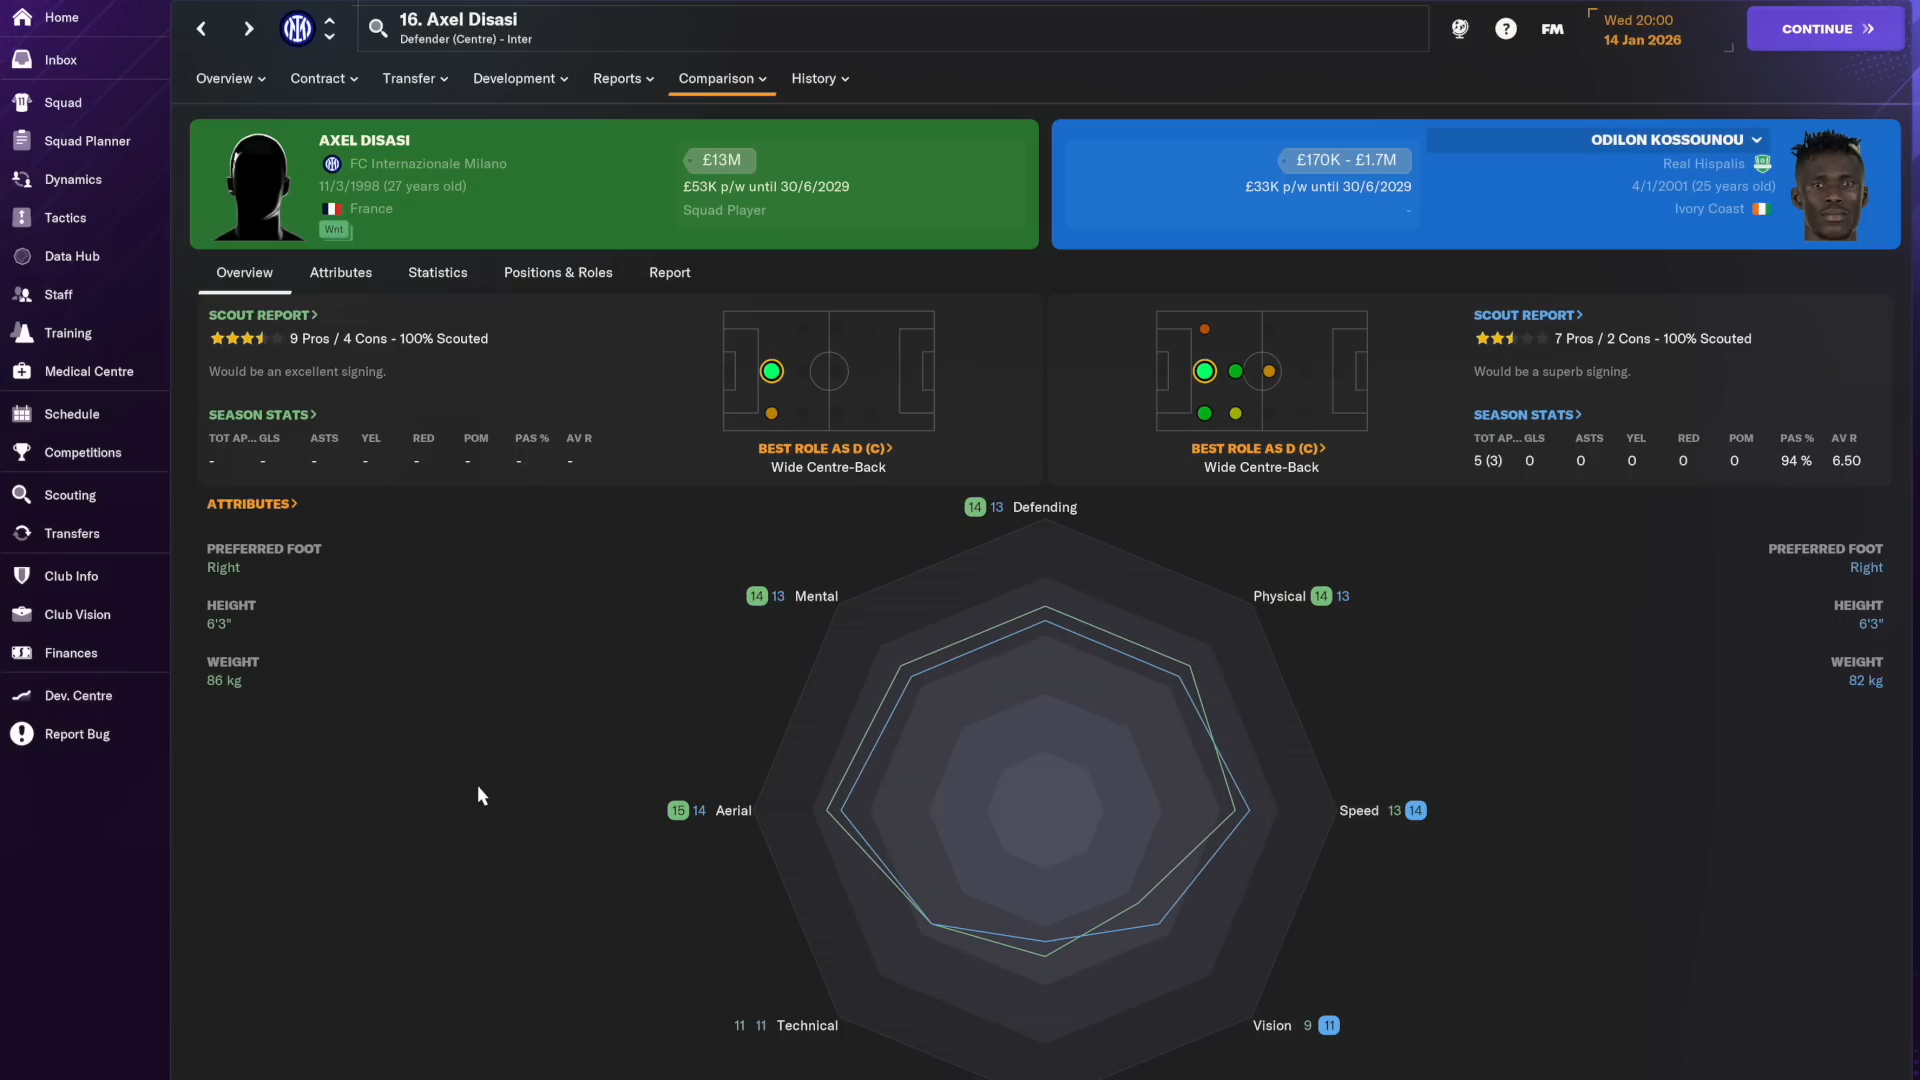 Home
Inbox
Squad
Squad Planner
Dynamics
Tactics
Data Hub
Staff
Training
Medical Centre
Schedule
Competitions
Scouting
Transfers
Club Info
Club Vision
Finances
Dev. Centre
Report Bug
16. Axel Disasi
Defender (Centre) - Inter
?
FM
Wed 20:00
14 Jan 2026
CONTINUE
Overview
Contract
Transfer
Development
Reports
Comparison
History
AXEL DISASI
FC Internazionale Milano
11/3/1998 (27 years old)
France
Wnt
£13M
£53K p/w until 30/6/2029
Squad Player
£170K - £1.7M
£33K p/w until 30/6/2029
-
ODILON KOSSOUNOU
Real Hispalis
4/1/2001 (25 years old)
Ivory Coast
Overview Attributes Statistics Positions & Roles Report
SCOUT REPORT>
9 Pros / 4 Cons - 100% Scouted
Would be an excellent signing.
SEASON STATS>
TOT AP... GLS ASTS YEL RED POM PAS % AV R
- - - - - - - -
BEST ROLE AS D (C)>
Wide Centre-Back
BEST ROLE AS D (C)>
Wide Centre-Back
SCOUT REPORT>
7 Pros / 2 Cons - 100% Scouted
Would be a superb signing.
SEASON STATS>
TOT AP... GLS ASTS YEL RED POM PAS % AV R
5 (3) 0 0 0 0 0 94 % 6.50
ATTRIBUTES>
PREFERRED FOOT
Right
HEIGHT
6'3"
WEIGHT
86 kg
14 13 Defending
14 13 Mental
Physical 14 13
15 14 Aerial
Speed 13 14
11 11 Technical
Vision 9 11
PREFERRED FOOT
Right
HEIGHT
6'3"
WEIGHT
82 kg